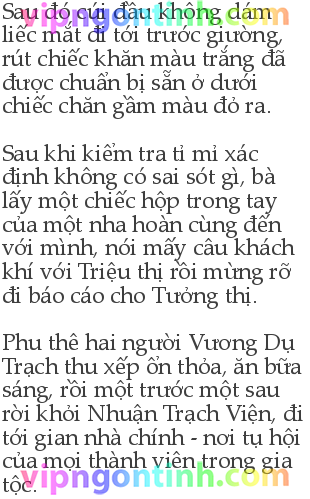 Sau đó cúi đầu không dám
liếc mắt đi tới trước giường,
rút chiếc khăn màu trắng đã
được chuẩn bị sẵn ở dưới
chiếc chăn gầm màu đỏ ra.
Sau khi kiểm tra tỉ mỉ xác
định không có sai sót gì, bà
lấy một chiếc hộp trong tay
của một nha hoàn cùng đến
với mình, nói mấy câu khách
khí với Triệu thị rồi mừng rỡ
đi báo cáo cho Tưởng thị.
Phu thê hai người Vương Dụ
Trạch thu xếp ổn thỏa, ăn bữa
sáng, rồi một trước một sau
rời khỏi Nhuận Trạch Viện, đi
tới gian nhà chính - nơi tụ hội
của mọi thành viên trong gia
tộc.
vipngontinh.com
vipngontinh.com